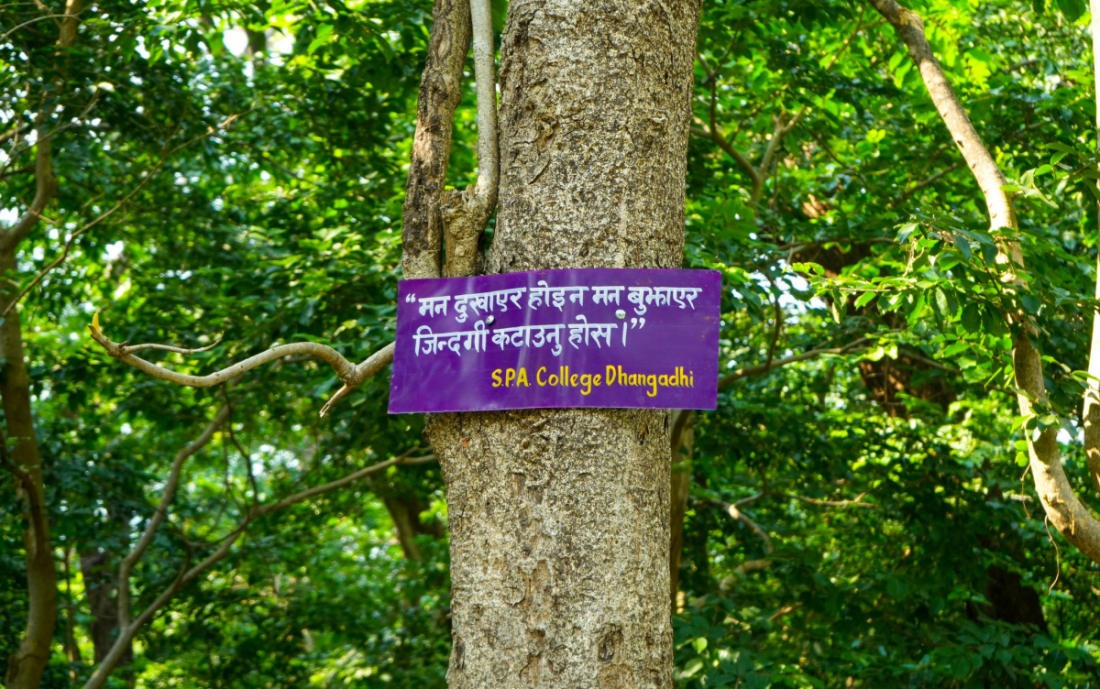 “मन दुखाएर होइन मन बुझाएर
जिन्दगीं कटाउनु होस ।”
S.P.A. College Dhangadhi